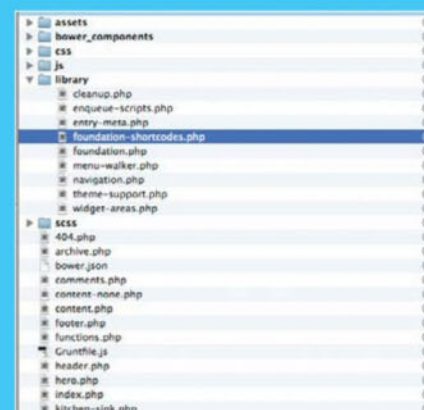 assets
bower_components
css
js
library
cleanup.php
enqueue-scripts.php
entry-meta.php
foundation-shortcodes.php
foundation.php
menu-walker.php
navigation.php
theme-support.php
widget-areas.php
scss
404.php
archive.php
bower.json
comments.php
content-none.php
content.php
footer.php
functions.php
Gruntfile.js
header.php
hero.php
index.php
kitchen-sink.php